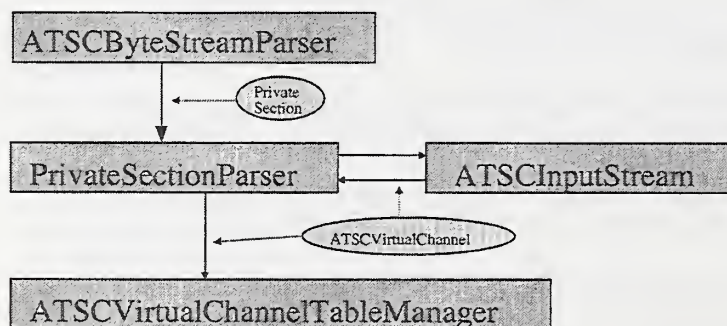 ATSCByteStreamParser
Private
Section
PrivateSectionParser
ATSCInputStream
ATSCVirtualChannel
ATSCVirtualChannelTableManager